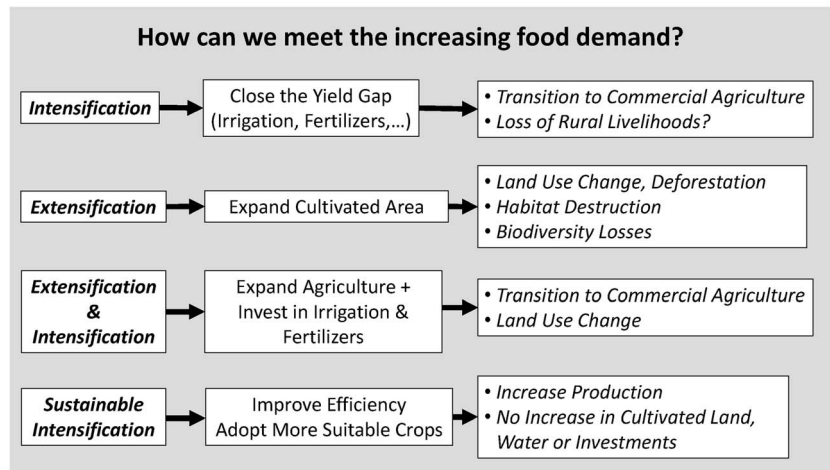 How can we meet the increasing food demand?
Intensification
Close the Yield Gap
(Irrigation, Fertilizers,...)
• Transition to Commercial Agriculture
• Loss of Rural Livelihoods?
Extensification
Expand Cultivated Area
• Land Use Change, Deforestation
• Habitat Destruction
• Biodiversity Losses
Extensification
&
Intensification
Expand Agriculture +
Invest in Irrigation &
Fertilizers
• Transition to Commercial Agriculture
• Land Use Change
Sustainable
Intensification
Improve Efficiency
Adopt More Suitable Crops
• Increase Production
• No Increase in Cultivated Land,
Water or Investments